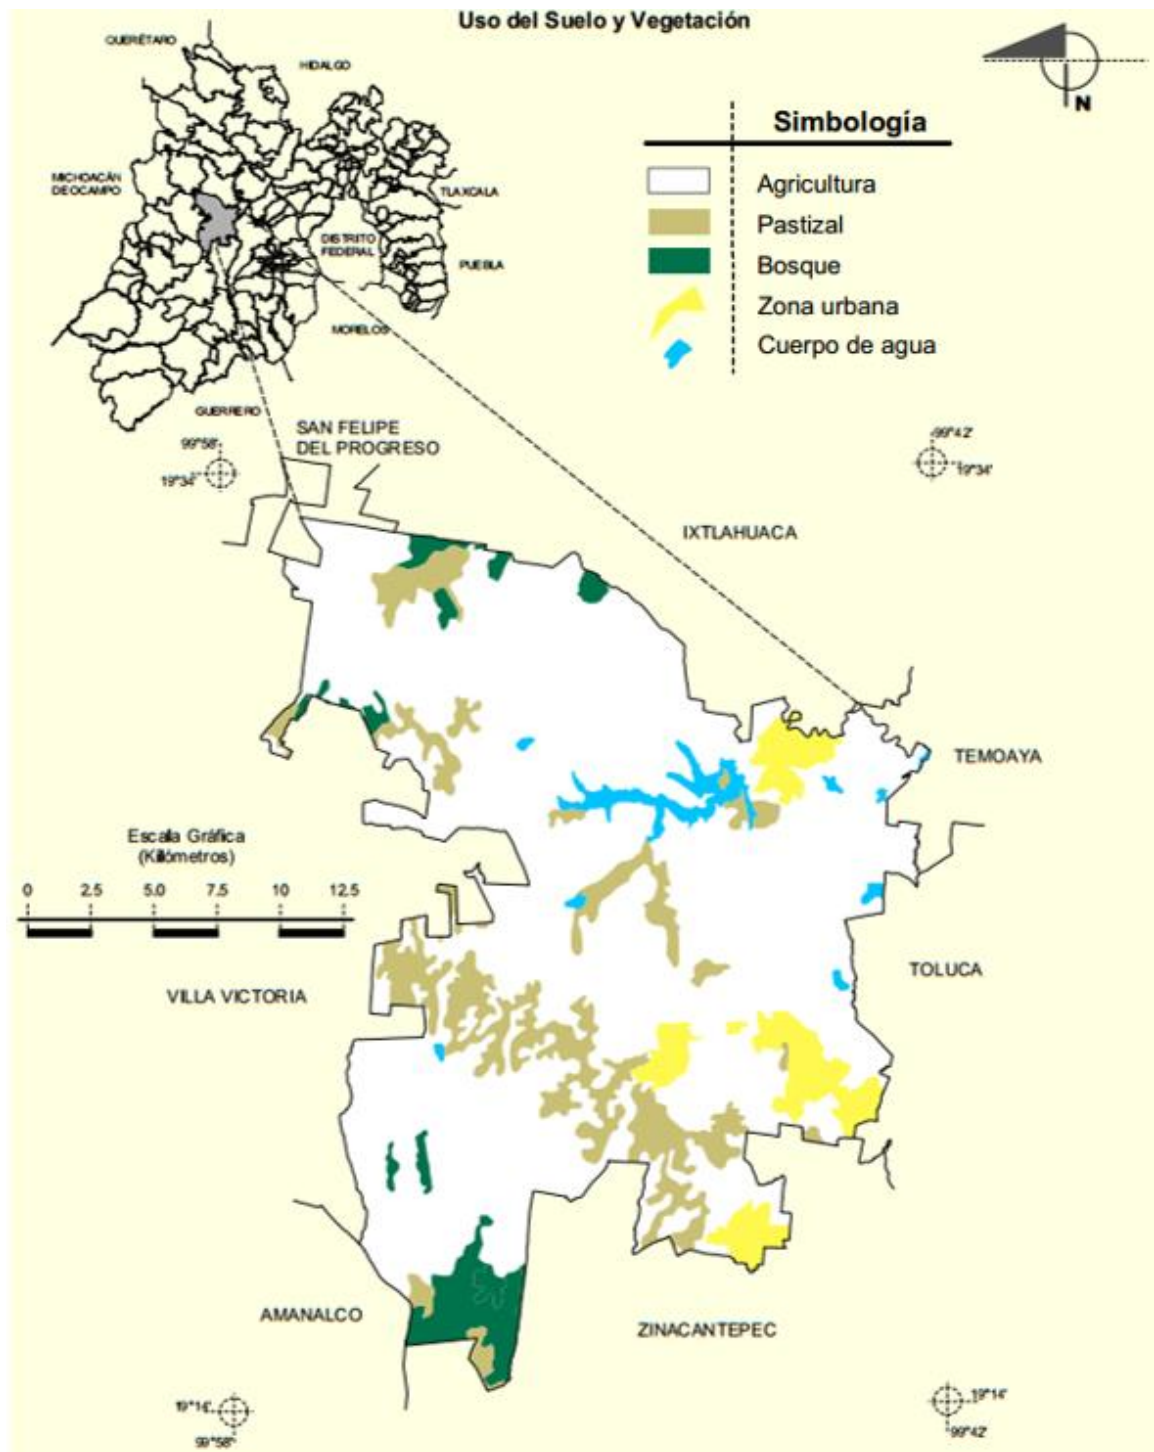 Uso del Suelo y Vegetación
QUERÉTARO
HIDALGO
MICHOACÁN
DE OCAMPO
TLAXCALA
DISTRITO
FEDERAL
PUEBLA
MORELOS
GUERRERO
N
Simbología
Agricultura
Pastizal
Bosque
Zona urbana
Cuerpo de agua
SAN FELIPE
DEL PROGRESO
99°58'
19°34'
99°42'
19°34'
IXTLAHUACA
TEMOAYA
Escala Gráfica
(Kilómetros)
0 2.5 5.0 7.5 10 12.5
TOLUCA
VILLA VICTORIA
AMANALCO
ZINACANTEPEC
19°14'
99°58'
19°14'
99°42'